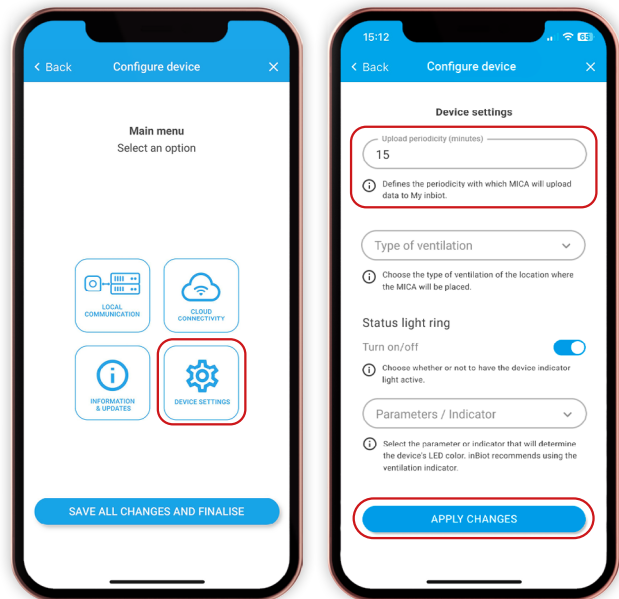 < Back
Configure device
Main menu
Select an option
LOCAL
COMMUNICATION
CLOUD
CONNECTIVITY
INFORMATION
& UPDATES
DEVICE SETTINGS
SAVE ALL CHANGES AND FINALISE
15:12
63
< Back
Configure device
Device settings
Upload periodicity (minutes)
15
Defines the periodicity with which MICA will upload
data to My inbiot.
Type of ventilation
Choose the type of ventilation of the location where
the MICA will be placed.
Status light ring
Turn on/off
Choose whether or not to have the device indicator
light active.
Parameters / Indicator
Select the parameter or indicator that will determine
the device's LED color. inBiot recommends using the
ventilation indicator.
APPLY CHANGES